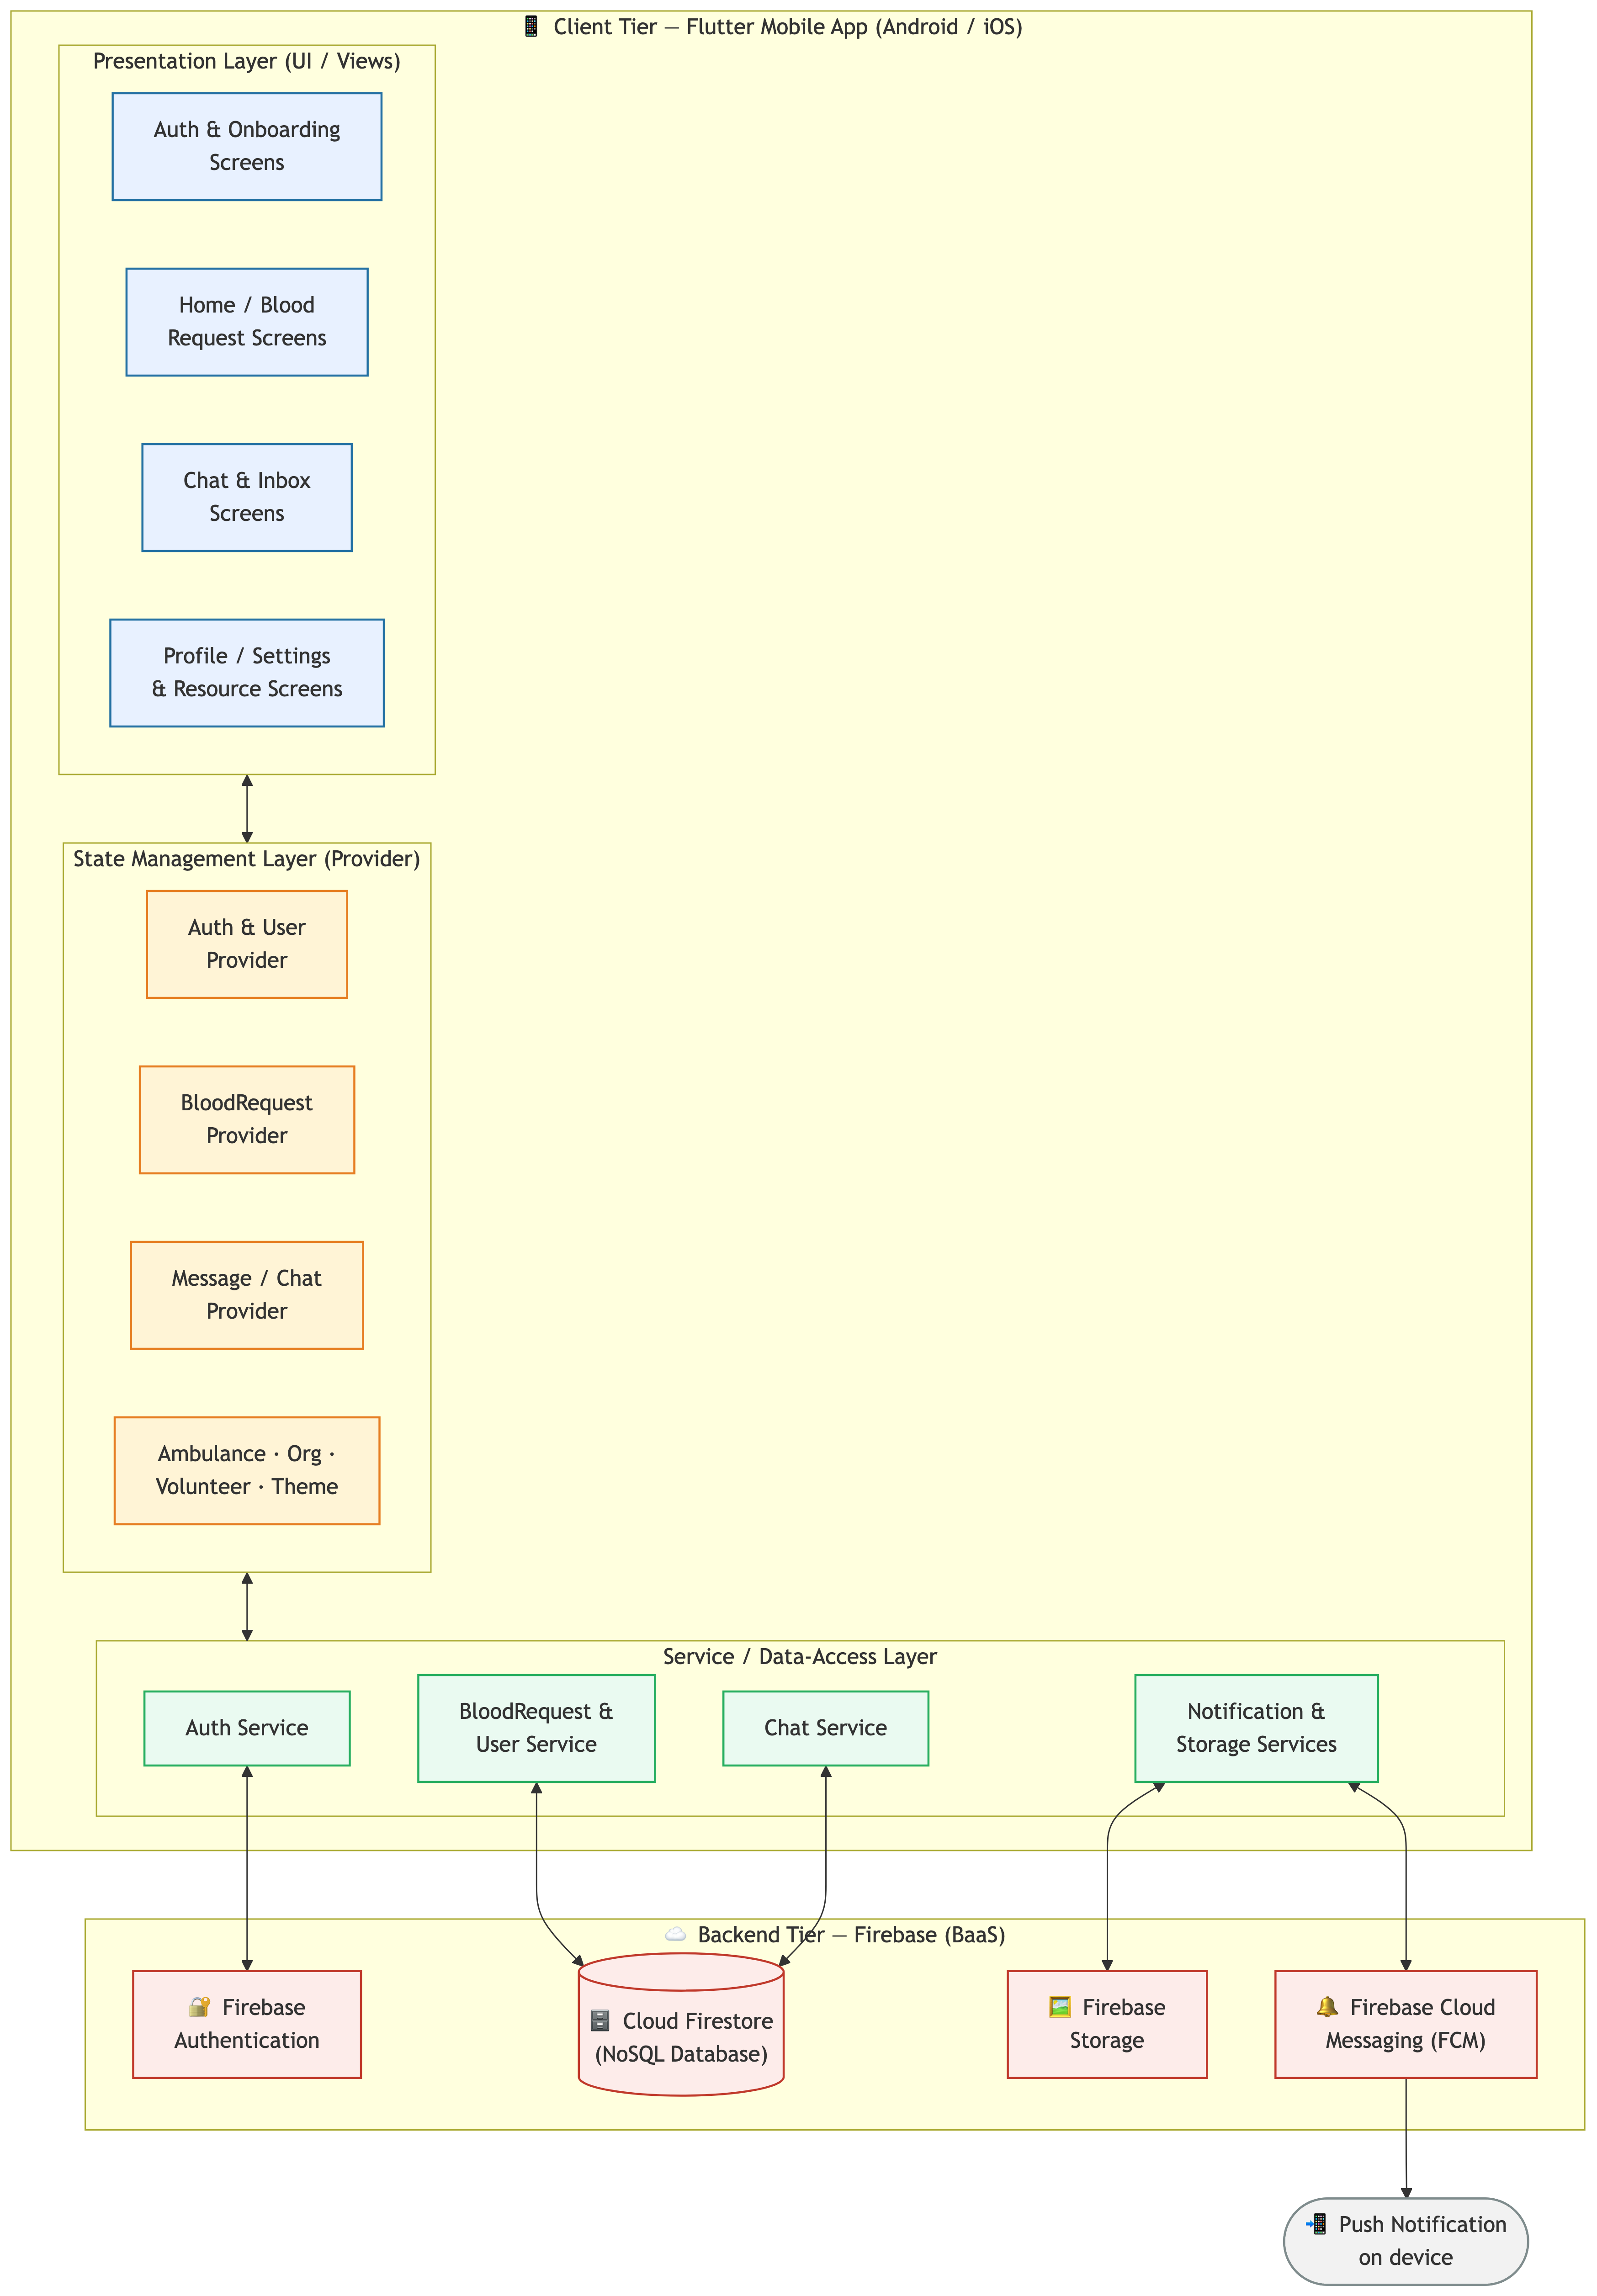 📱 Client Tier — Flutter Mobile App (Android / iOS)
Presentation Layer (UI / Views)
Auth & Onboarding
Screens
Home / Blood
Request Screens
Chat & Inbox
Screens
Profile / Settings
& Resource Screens
State Management Layer (Provider)
Auth & User
Provider
BloodRequest
Provider
Message / Chat
Provider
Ambulance · Org ·
Volunteer · Theme
Service / Data-Access Layer
Auth Service
BloodRequest &
User Service
Chat Service
Notification &
Storage Services
☁️ Backend Tier — Firebase (BaaS)
🔐 Firebase
Authentication
🗄️ Cloud Firestore
(NoSQL Database)
🖼️ Firebase
Storage
🔔 Firebase Cloud
Messaging (FCM)
📲 Push Notification
on device